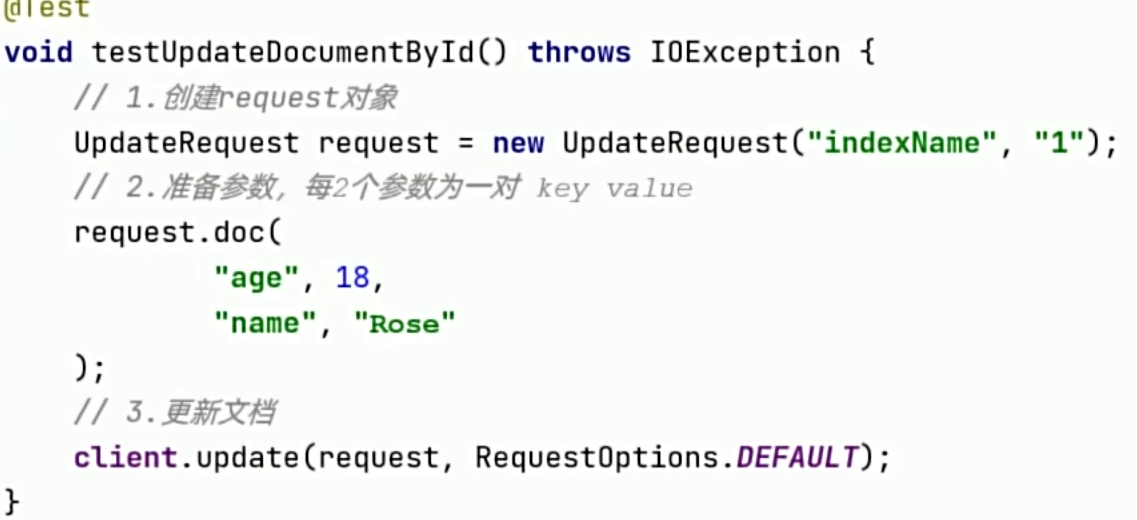 @Test
void testUpdateDocumentById() throws IOException {
    // 1.创建request对象
    UpdateRequest request = new UpdateRequest("indexName", "1");
    // 2.准备参数，每2个参数为一对 key value
    request.doc(
            "age", 18,
            "name", "Rose"
    );
    // 3.更新文档
    client.update(request, RequestOptions.DEFAULT);
}